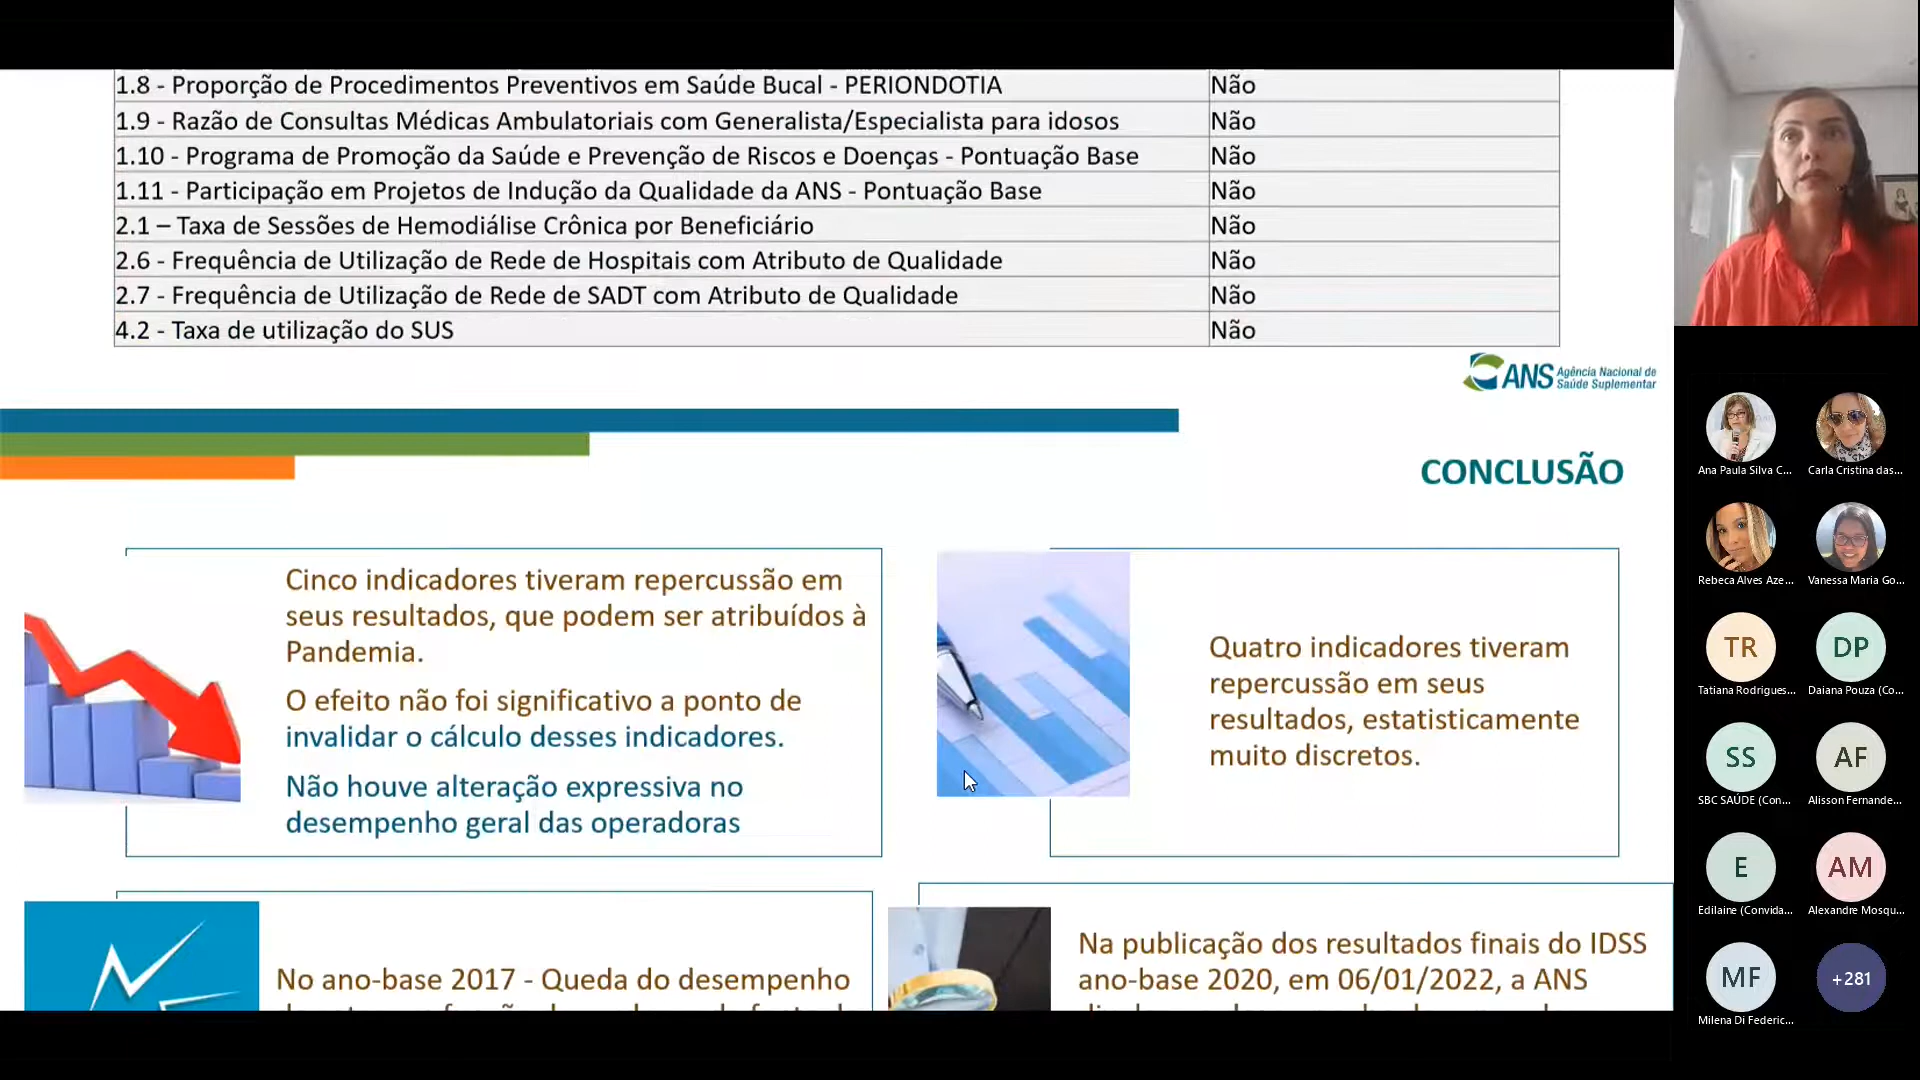 1.8 - Proporção de Procedimentos Preventivos em Saúde Bucal - PERIONDOTIA Não
1.9 - Razão de Consultas Médicas Ambulatoriais com Generalista/Especialista para idosos Não
1.10 - Programa de Promoção da Saúde e Prevenção de Riscos e Doenças - Pontuação Base Não
1.11 - Participação em Projetos de Indução da Qualidade da ANS - Pontuação Base Não
2.1 – Taxa de Sessões de Hemodiálise Crônica por Beneficiário Não
2.6 - Frequência de Utilização de Rede de Hospitais com Atributo de Qualidade Não
2.7 - Frequência de Utilização de Rede de SADT com Atributo de Qualidade Não
4.2 - Taxa de utilização do SUS Não
ANS Agência Nacional de
Saúde Suplementar
CONCLUSÃO
Cinco indicadores tiveram repercussão em
seus resultados, que podem ser atribuídos à
Pandemia.
O efeito não foi significativo a ponto de
invalidar o cálculo desses indicadores.
Não houve alteração expressiva no
desempenho geral das operadoras
Quatro indicadores tiveram
repercussão em seus
resultados, estatisticamente
muito discretos.
No ano-base 2017 - Queda do desempenho
Na publicação dos resultados finais do IDSS
ano-base 2020, em 06/01/2022, a ANS
Ana Paula Silva C...
Carla Cristina das...
Rebeca Alves Aze...
Vanessa Maria Go...
TR
Tatiana Rodrigues...
DP
Daiana Pouza (Co...
SS
SBC SAÚDE (Con...
AF
Alisson Fernande...
E
Edilaine (Convida...
AM
Alexandre Mosqu...
MF
Milena Di Federic...
+281